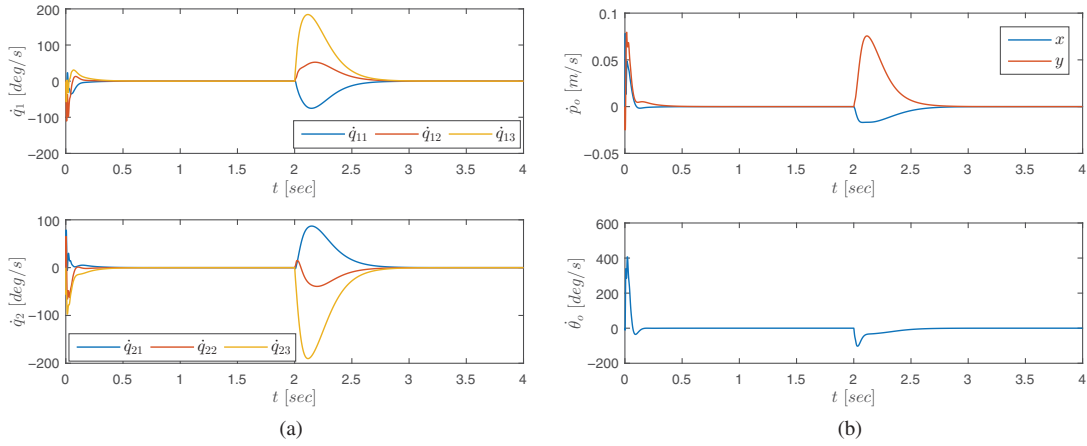 200
100
0
−100
−200
q̇₁ [deg/s]
q̇₁₁ q̇₁₂ q̇₁₃
0 0.5 1 1.5 2 2.5 3 3.5 4
t [sec]
100
0
−100
−200
q̇₂ [deg/s]
q̇₂₁ q̇₂₂ q̇₂₃
0 0.5 1 1.5 2 2.5 3 3.5 4
t [sec]
(a)
0.1
0.05
0
−0.05
ṗₒ [m/s]
x
y
0 0.5 1 1.5 2 2.5 3 3.5 4
t [sec]
600
400
200
0
−200
θ̇ₒ [deg/s]
0 0.5 1 1.5 2 2.5 3 3.5 4
t [sec]
(b)